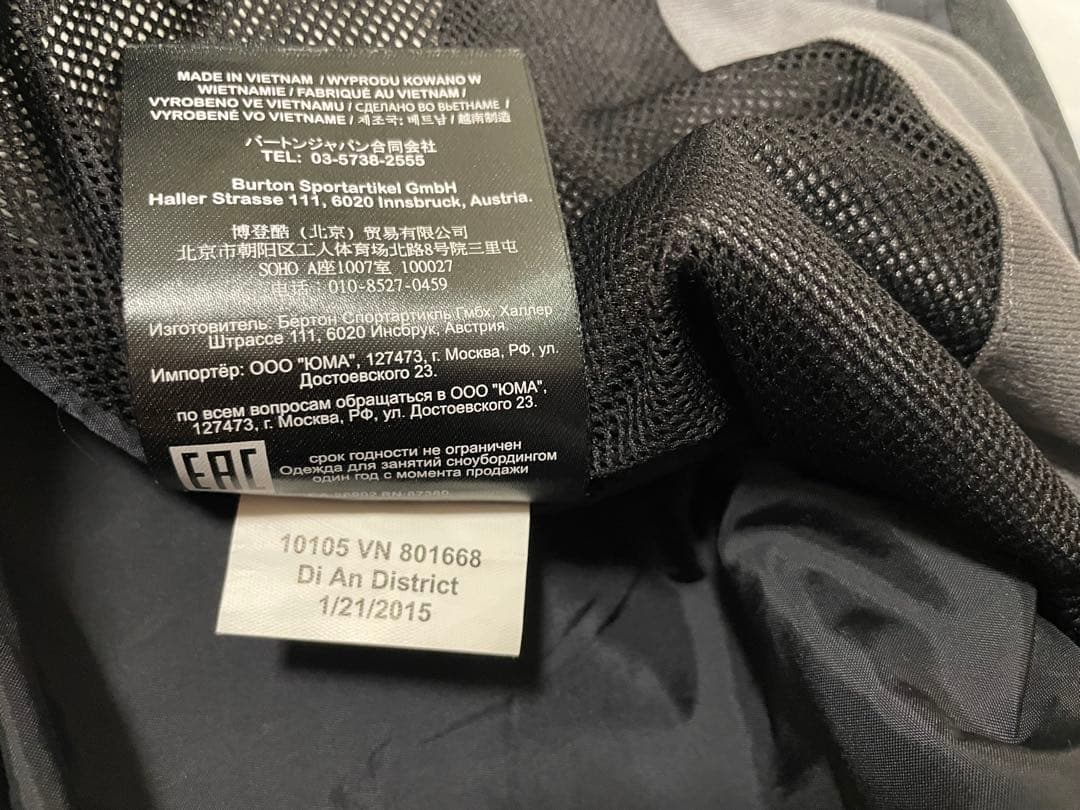 MADE IN VIETNAM / WYPRODU KOWANO W
WIETNAMIE / FABRIQUÉ AU VIETNAM /
VYROBENO VE VIETNAMU / СДЕЛАНО ВО ВЬЕТНАМЕ /
VYROBENÉ VO VIETNAME / 제조국: 베트남 / 越南制造
バートンジャパン合同会社
TEL: 03-5738-2555
Burton Sportartikel GmbH
Haller Strasse 111, 6020 Innsbruck, Austria.
博登酷（北京）贸易有限公司
北京市朝阳区工人体育场北路8号院三里屯
SOHO A座1007室 100027
电话: 010-8527-0459
Изготовитель: Бёртон Спортартикль Гмбх, Халлер
Штрассе 111, 6020 Инсбрук, Австрия.
Импортёр: ООО "ЮМА", 127473, г. Москва, РФ, ул.
Достоевского 23.
по всем вопросам обращаться в ООО "ЮМА",
127473, г. Москва, РФ, ул. Достоевского 23.
EAC
срок годности не ограничен
Одежда для занятий сноубордингом
один год с момента продажи
10105 VN 801668
Di An District
1/21/2015